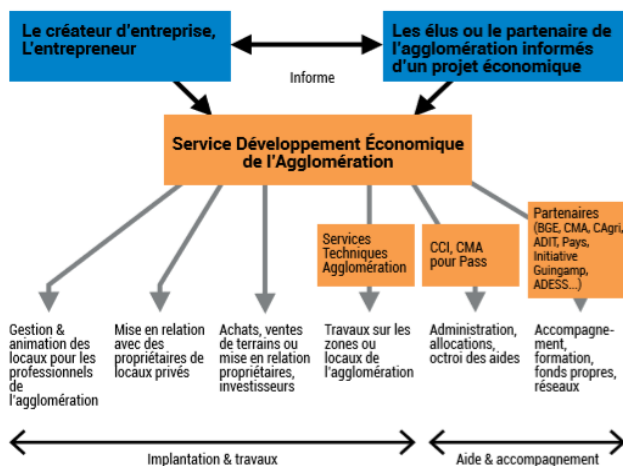 Le créateur d'entreprise,
L'entrepreneur
Les élus ou le partenaire de
l'agglomération informés
d'un projet économique
Informe
Service Développement Économique
de l'Agglomération
Services
Techniques
Agglomération
CCI, CMA
pour Pass
Partenaires
(BGE, CMA, CAgri,
ADIT, Pays,
Initiative
Guingamp,
ADESS...)
Gestion &
animation des
locaux pour les
professionnels
de
l'agglomération
Mise en relation
avec des
propriétaires de
locaux privés
Achats, ventes
de terrains ou
mise en relation
propriétaires,
investisseurs
Travaux sur les
zones ou
locaux de
l'agglomération
Administration,
allocations,
octroi des aides
Accompagne-
ment,
formation,
fonds propres,
réseaux
Implantation & travaux
Aide & accompagnement